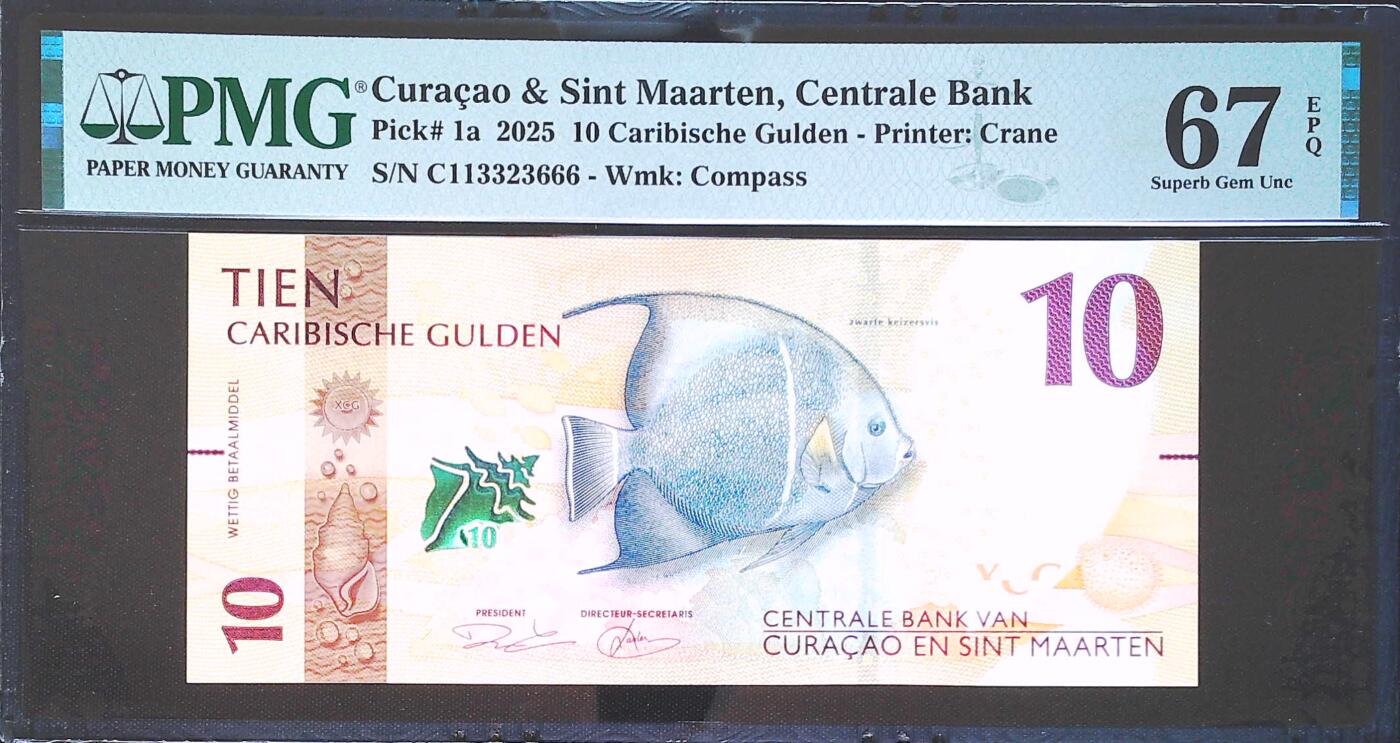 PMG®
PAPER MONEY GUARANTY
Curaçao & Sint Maarten, Centrale Bank
Pick# 1a 2025 10 Caribische Gulden - Printer: Crane
S/N C113323666 - Wmk: Compass
67
EPQ
Superb Gem Unc
TIEN
CARIBISCHE GULDEN
10
zwarte keizersvis
XCG
WETTIG BETAALMIDDEL
10
10
PRESIDENT
DIRECTEUR-SECRETARIS
CENTRALE BANK VAN
CURAÇAO EN SINT MAARTEN